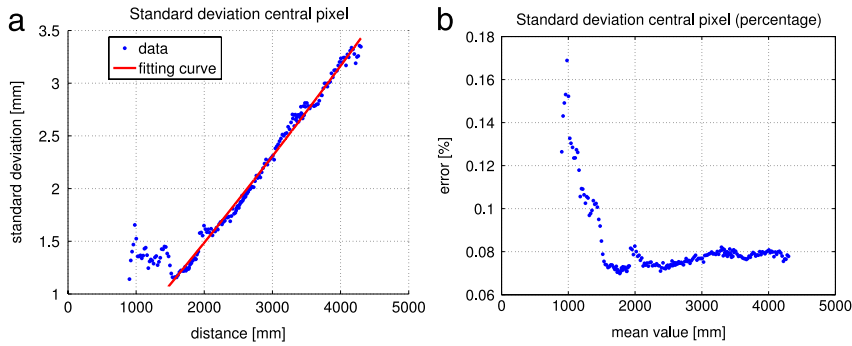 a
Standard deviation central pixel
3.5
3
2.5
2
1.5
1
standard deviation [mm]
data
fitting curve
0 1000 2000 3000 4000 5000
distance [mm]
b
Standard deviation central pixel (percentage)
0.18
0.16
0.14
0.12
0.1
0.08
0.06
error [%]
0 1000 2000 3000 4000 5000
mean value [mm]